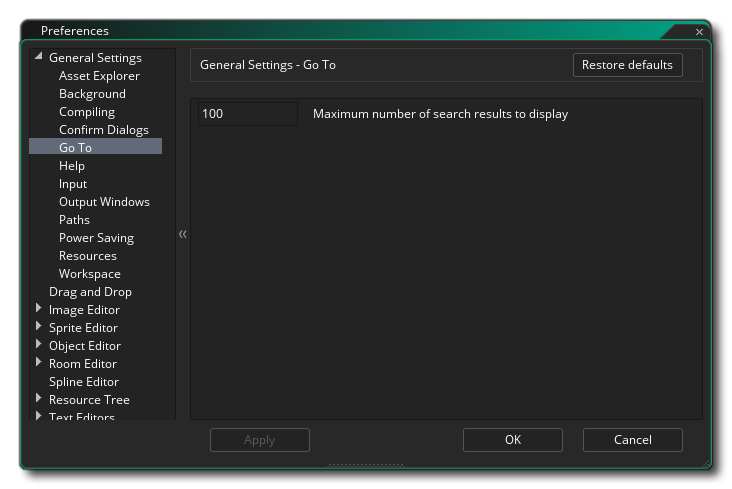 Preferences
General Settings
Asset Explorer
Background
Compiling
Confirm Dialogs
Go To
Help
Input
Output Windows
Paths
Power Saving
Resources
Workspace
Drag and Drop
Image Editor
Sprite Editor
Object Editor
Room Editor
Spline Editor
Resource Tree
Text Editors
General Settings - Go To
Restore defaults
100 Maximum number of search results to display
Apply
OK
Cancel